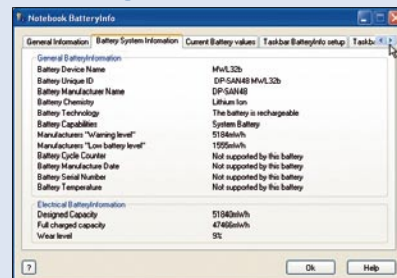 Notebook BatteryInfo
General Information Battery System Infomation Current Battery values Taskbar BatteryInfo setup
General BatteryInformation
Battery Device Name MWL32b
Battery Unique ID DP-SAN48 MWL32b
Battery Manufacturer Name DP-SAN48
Battery Chemistry Lithium Ion
Battery Technology The battery is rechargeable
Battery Capabilities System Battery
Manufacturers "Warning level" 5184mWh
Manufacturers "Low battery level" 1555mWh
Battery Cycle Counter Not supported by this battery
Battery Manufacture Date Not supported by this battery
Battery Serial Number Not supported by this battery
Battery Temperature Not supported by this battery
Electrical BatteryInformation
Designed Capacity 51840mWh
Full charged capacity 47466mWh
Wear level 9%
? Ok Help